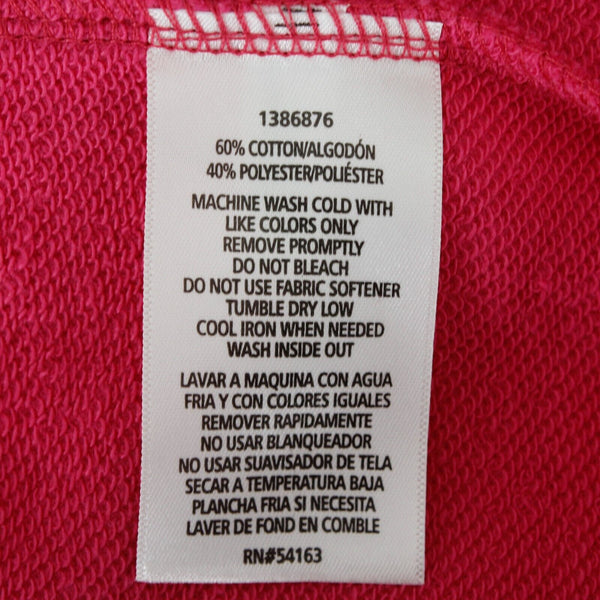 1386876
60% COTTON/ALGODÓN
40% POLYESTER/POLIÉSTER
MACHINE WASH COLD WITH
LIKE COLORS ONLY
REMOVE PROMPTLY
DO NOT BLEACH
DO NOT USE FABRIC SOFTENER
TUMBLE DRY LOW
COOL IRON WHEN NEEDED
WASH INSIDE OUT
LAVAR A MAQUINA CON AGUA
FRIA Y CON COLORES IGUALES
REMOVER RAPIDAMENTE
NO USAR BLANQUEADOR
NO USAR SUAVISADOR DE TELA
SECAR A TEMPERATURA BAJA
PLANCHA FRIA SI NECESITA
LAVER DE FOND EN COMBLE
RN#54163